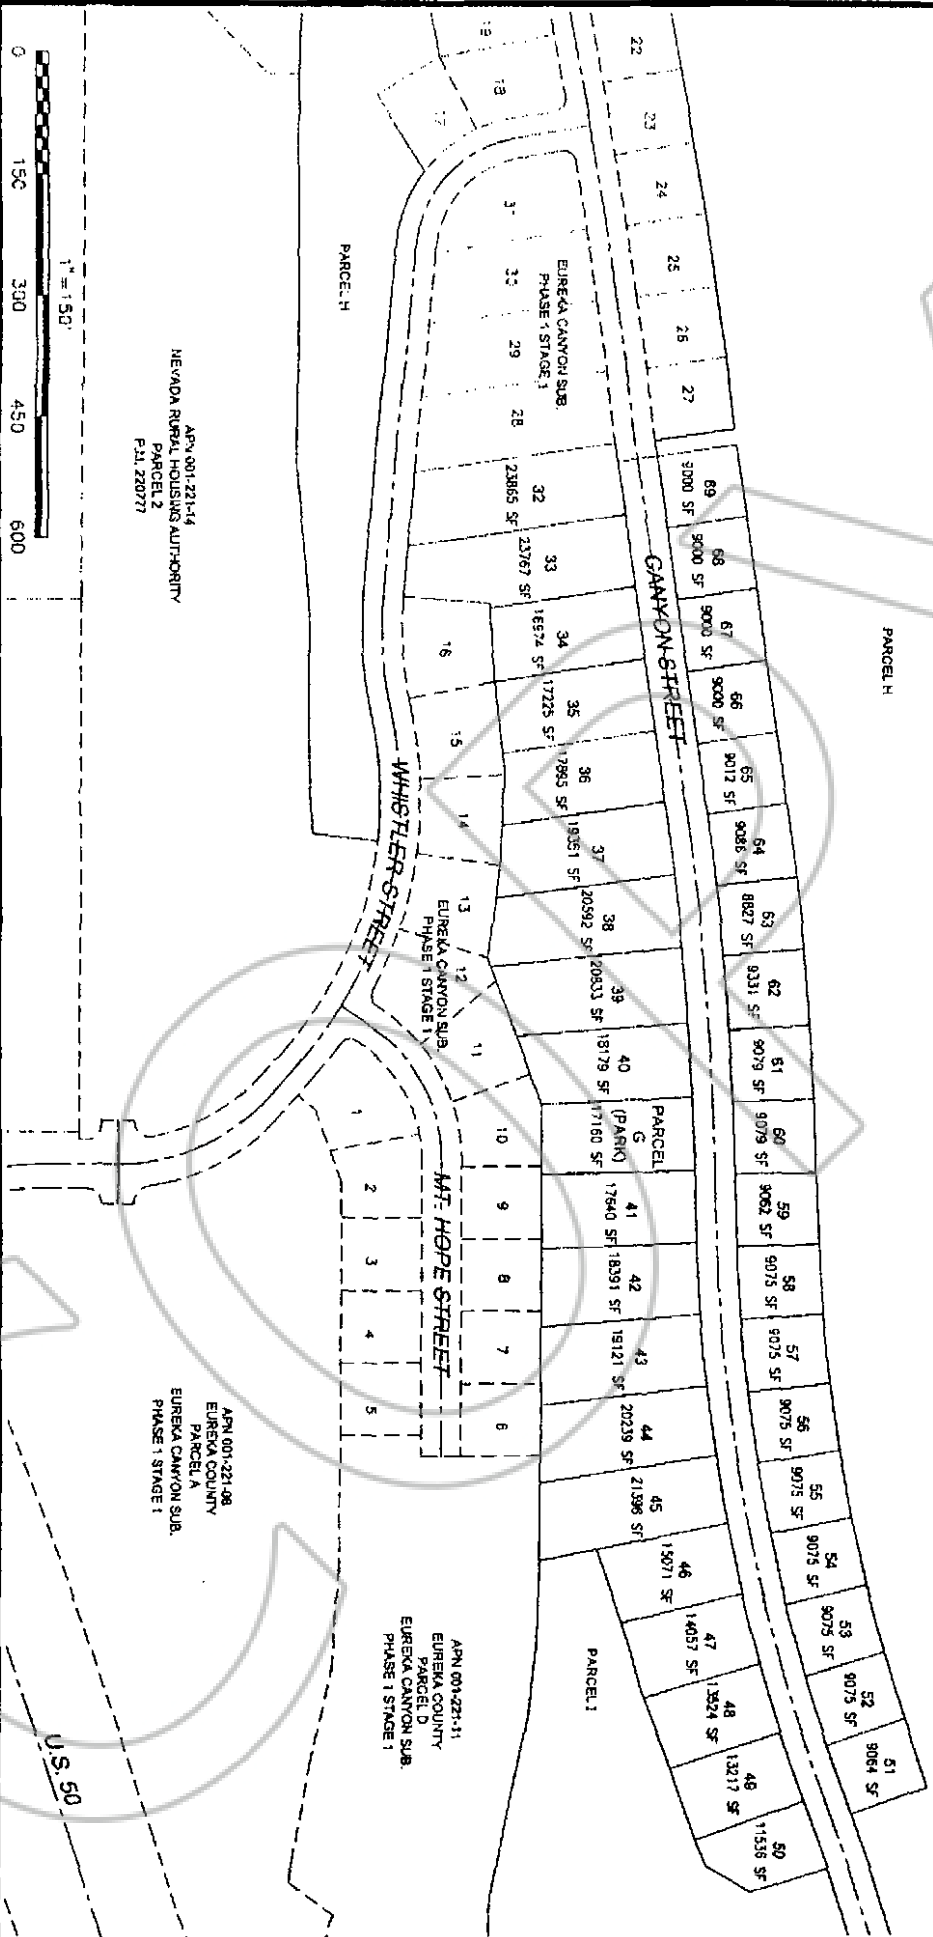 22
23
24
25
26
27
69
9000 SF
68
9000 SF
67
9000 SF
66
9000 SF
65
9012 SF
64
9086 SF
63
8827 SF
62
9331 SF
61
9079 SF
60
9079 SF
59
9062 SF
58
9075 SF
57
9075 SF
56
9075 SF
55
9075 SF
54
9075 SF
53
9075 SF
52
9075 SF
51
9064 SF
PARCEL H
CANYON STREET
19
18
17
EUREKA CANYON SUB.
PHASE 1 STAGE 1
29
28
32
23865 SF
33
23767 SF
34
16974 SF
35
17225 SF
36
17895 SF
37
19351 SF
38
20592 SF
39
20833 SF
40
18179 SF
PARCEL
G
(PARK)
17160 SF
41
17640 SF
42
18391 SF
43
19121 SF
44
20239 SF
45
21396 SF
46
15071 SF
47
14057 SF
48
13524 SF
49
13217 SF
50
11536 SF
16
15
14
13
12
11
10
9
8
7
6
EUREKA CANYON SUB.
PHASE 1 STAGE 1
PARCEL H
WHISTLER STREET
MT. HOPE STREET
1
2
3
4
5
PARCEL I
APN 001-221-11
EUREKA COUNTY
PARCEL D
EUREKA CANYON SUB.
PHASE 1 STAGE 1
APN 001-221-08
EUREKA COUNTY
PARCEL A
EUREKA CANYON SUB.
PHASE 1 STAGE 1
APN 001-221-14
NEVADA RURAL HOUSING AUTHORITY
PARCEL 2
P.M. 220777
U.S. 50
1"=150'
0 150 300 450 600